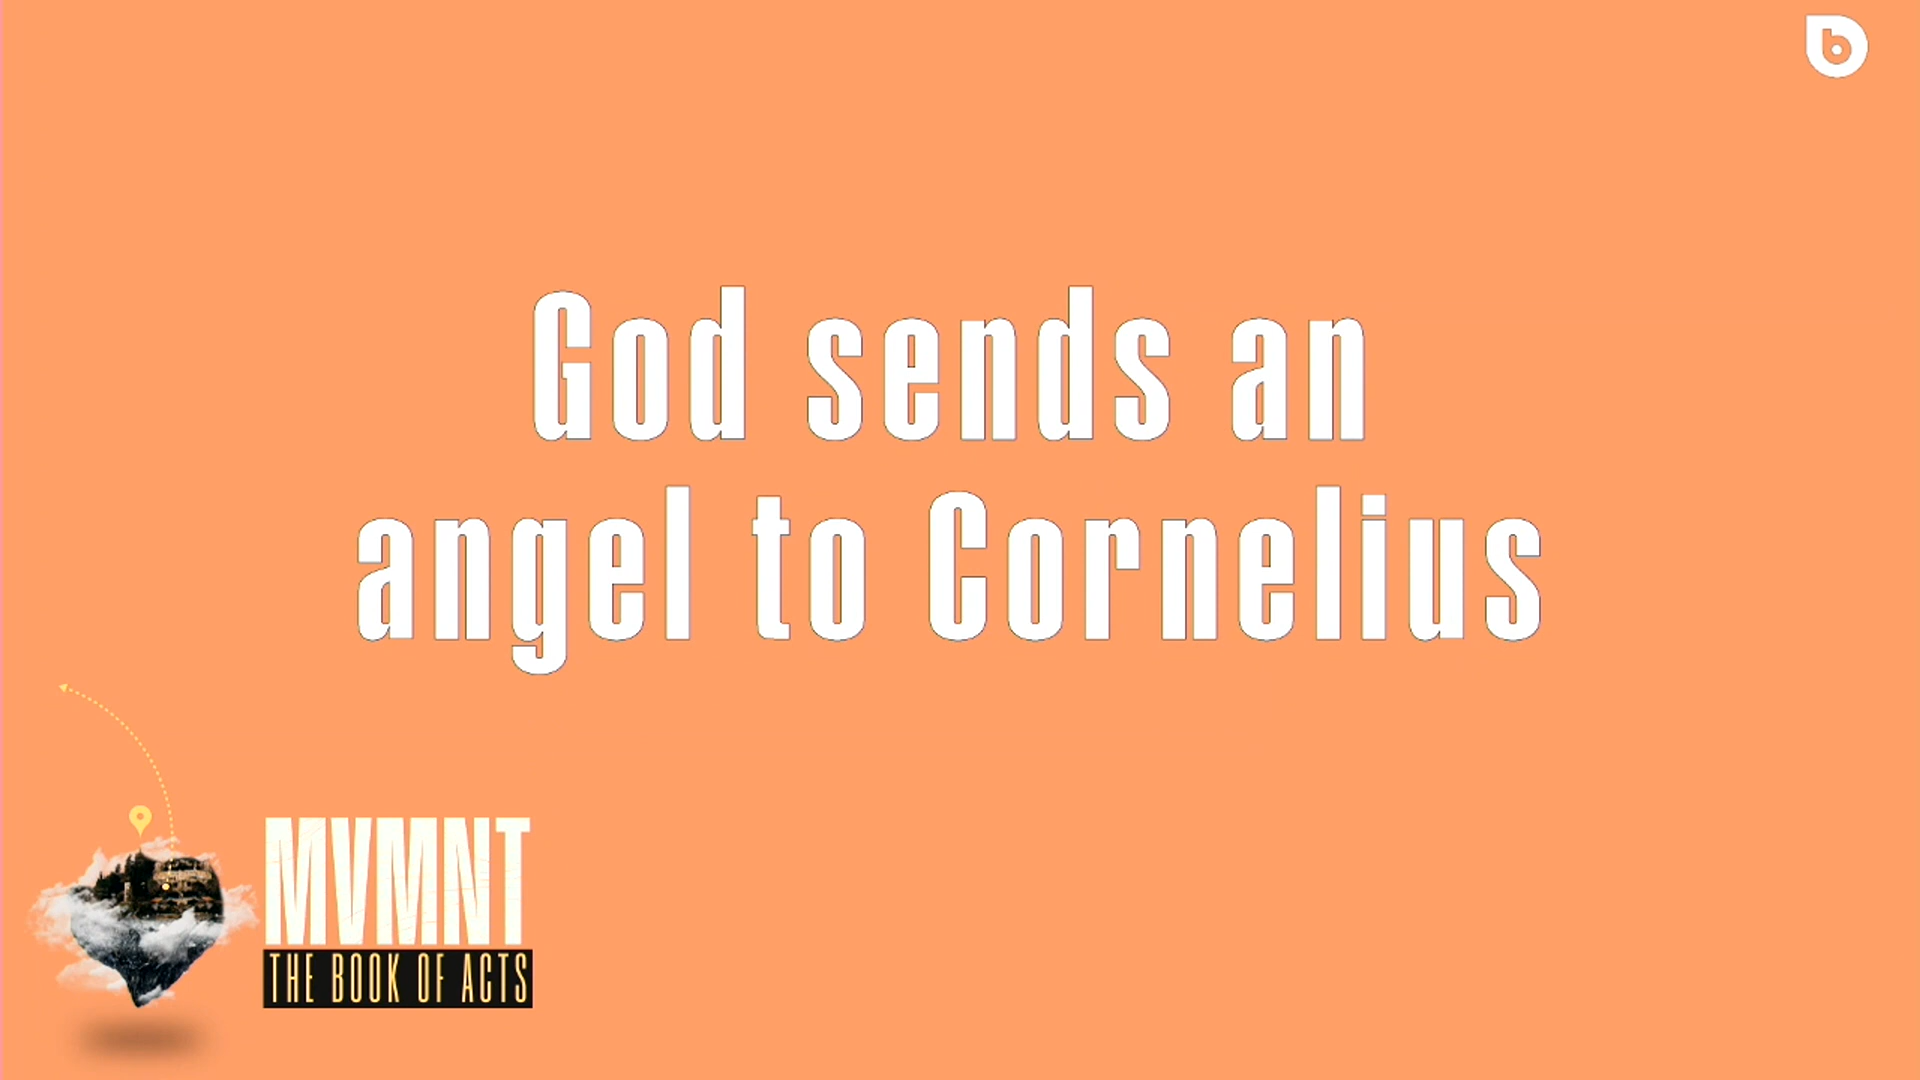 b
God sends an
angel to Cornelius
MVMNT
THE BOOK OF ACTS